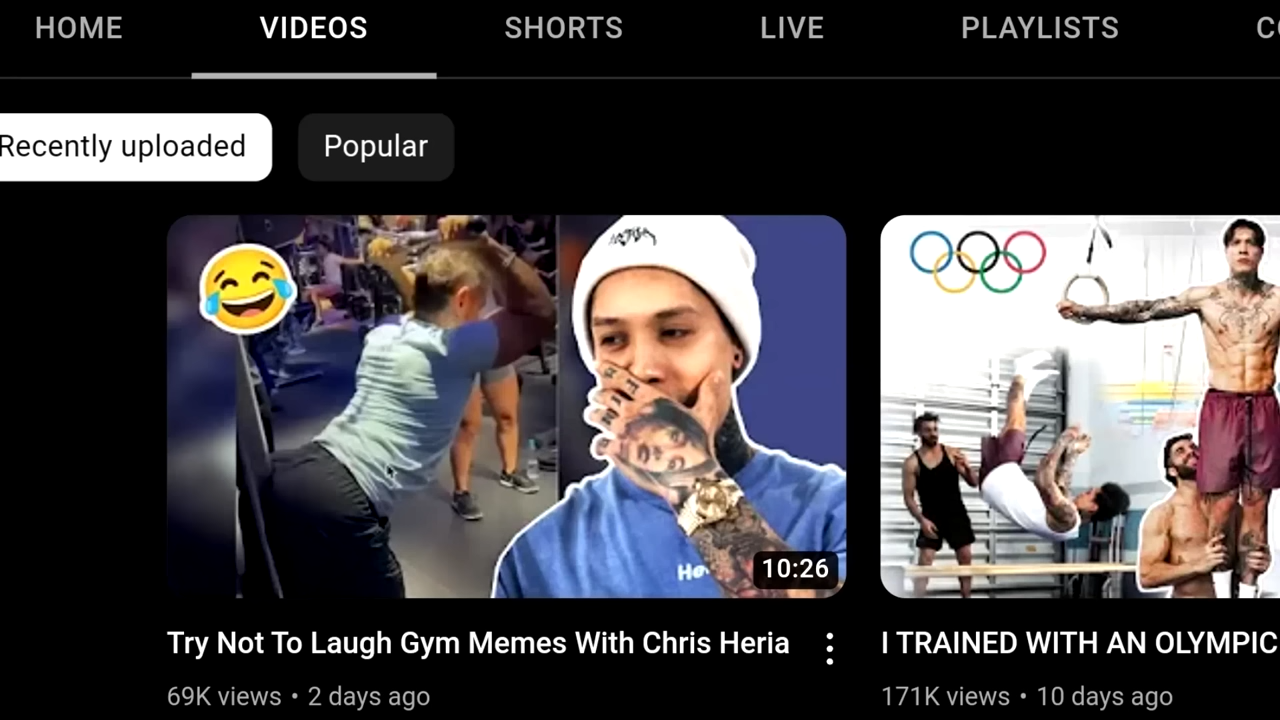 HOME VIDEOS SHORTS LIVE PLAYLISTS
Recently uploaded Popular
10:26
Try Not To Laugh Gym Memes With Chris Heria
I TRAINED WITH AN OLYMPIC
69K views • 2 days ago
171K views • 10 days ago